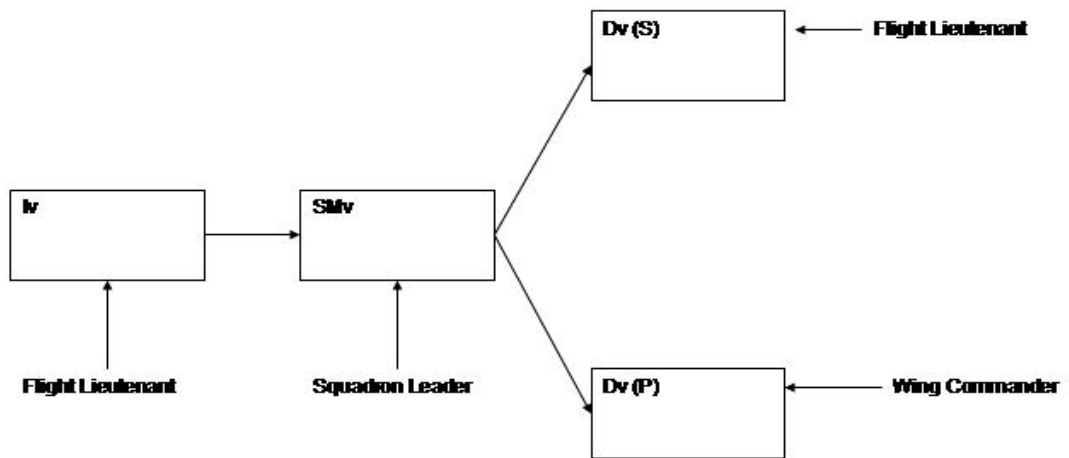 Dv (S)
Flight Lieutenant
Iv
SMv
Flight Lieutenant
Squadron Leader
Dv (P)
Wing Commander